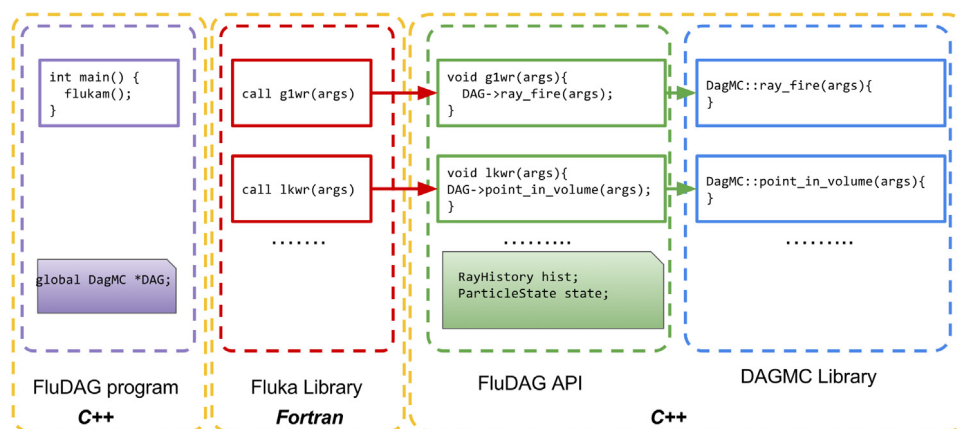 int main() {
flukam();
}
global DagMC *DAG;
FluDAG program
C++
call g1wr(args)
call lkwr(args)
.......
Fluka Library
Fortran
void g1wr(args){
DAG->ray_fire(args);
}
void lkwr(args){
DAG->point_in_volume(args);
}
.........
RayHistory hist;
ParticleState state;
FluDAG API
DagMC::ray_fire(args){
}
DagMC::point_in_volume(args){
}
.........
DAGMC Library
C++